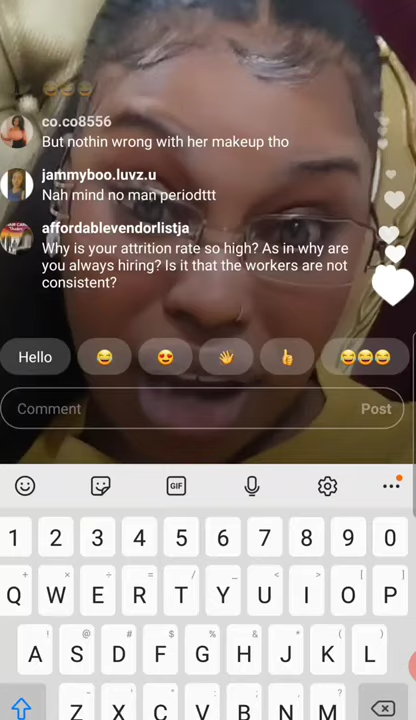 😂😂😂
co.co8556
But nothin wrong with her makeup tho
jammyboo.luvz.u
Nah mind no man periodttt
affordablevendorlistja
Why is your attrition rate so high? As in why are
you always hiring? Is it that the workers are not
consistent?
Hello 😂 😍 👋 👍 😂😂😂
Comment Post
GIF
1 2 3 4 5 6 7 8 9 0
+ × ÷ = / _ < > [ ]
Q W E R T Y U I O P
! @ # $ % ^ & * ( )
A S D F G H J K L
- ' " : ; , ?
Z X C V B N M